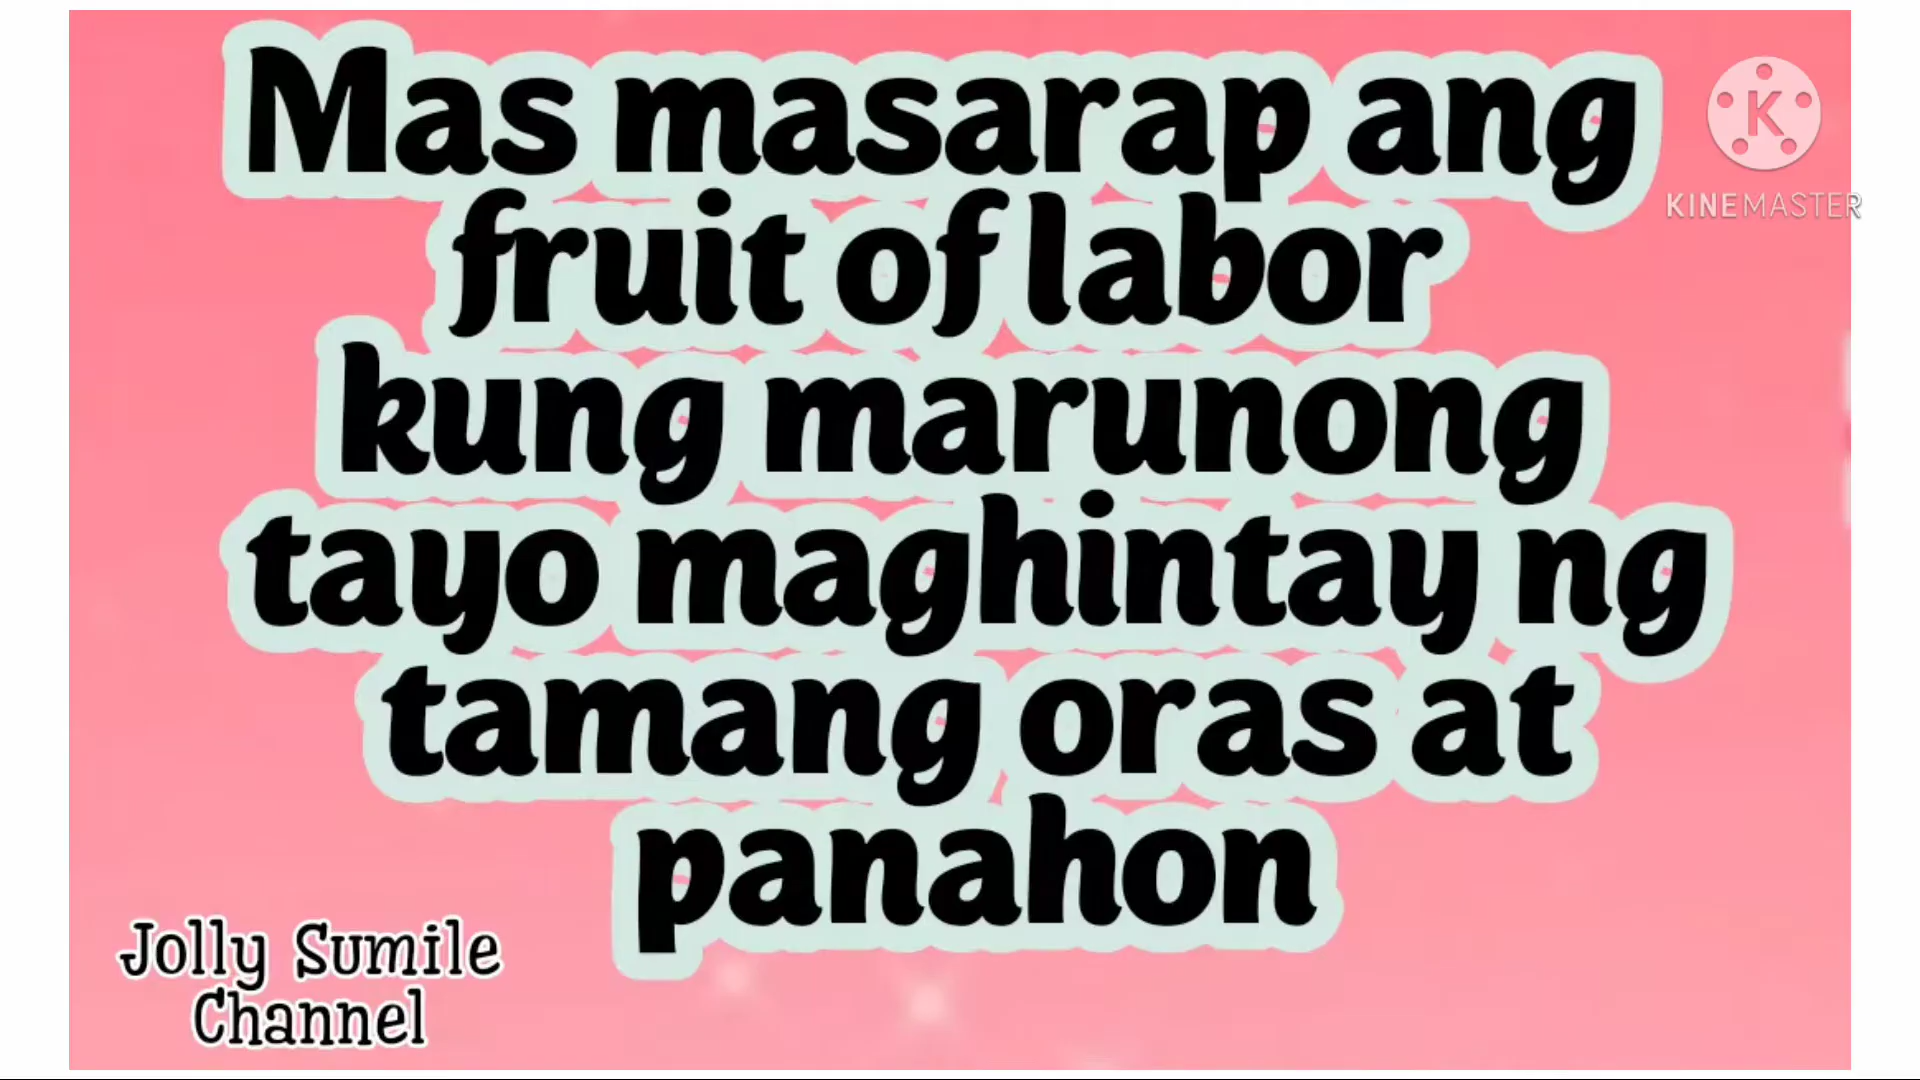 Mas masarap ang
fruit of labor
kung marunong
tayo maghintay ng
tamang oras at
panahon
K
KINEMASTER
Jolly Sumile
Channel